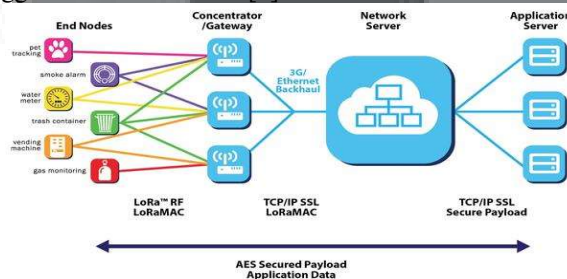 End Nodes
Concentrator
/Gateway
Network
Server
Application
Server
pet
tracking
smoke alarm
water
meter
trash container
vending
machine
gas monitoring
3G/
Ethernet
Backhaul
LoRa™ RF
LoRaMAC
TCP/IP SSL
LoRaMAC
TCP/IP SSL
Secure Payload
AES Secured Payload
Application Data